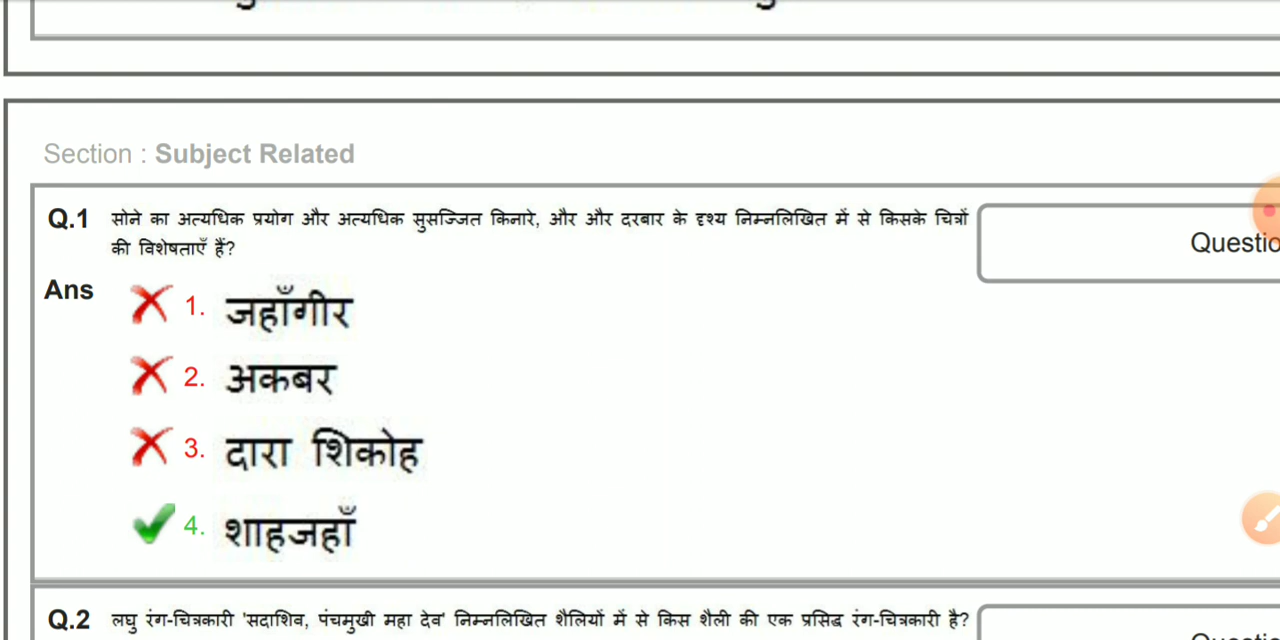 Section : Subject Related
Q.1 सोने का अत्यधिक प्रयोग और अत्यधिक सुसज्जित किनारे, और और दरबार के दृश्य निम्नलिखित में से किसके चित्रों
की विशेषताएँ हैं?
Questio
Ans
1. जहाँगीर
2. अकबर
3. दारा शिकोह
4. शाहजहाँ
Q.2 लघु रंग-चित्रकारी 'सदाशिव, पंचमुखी महा देव' निम्नलिखित शैलियों में से किस शैली की एक प्रसिद्ध रंग-चित्रकारी है?